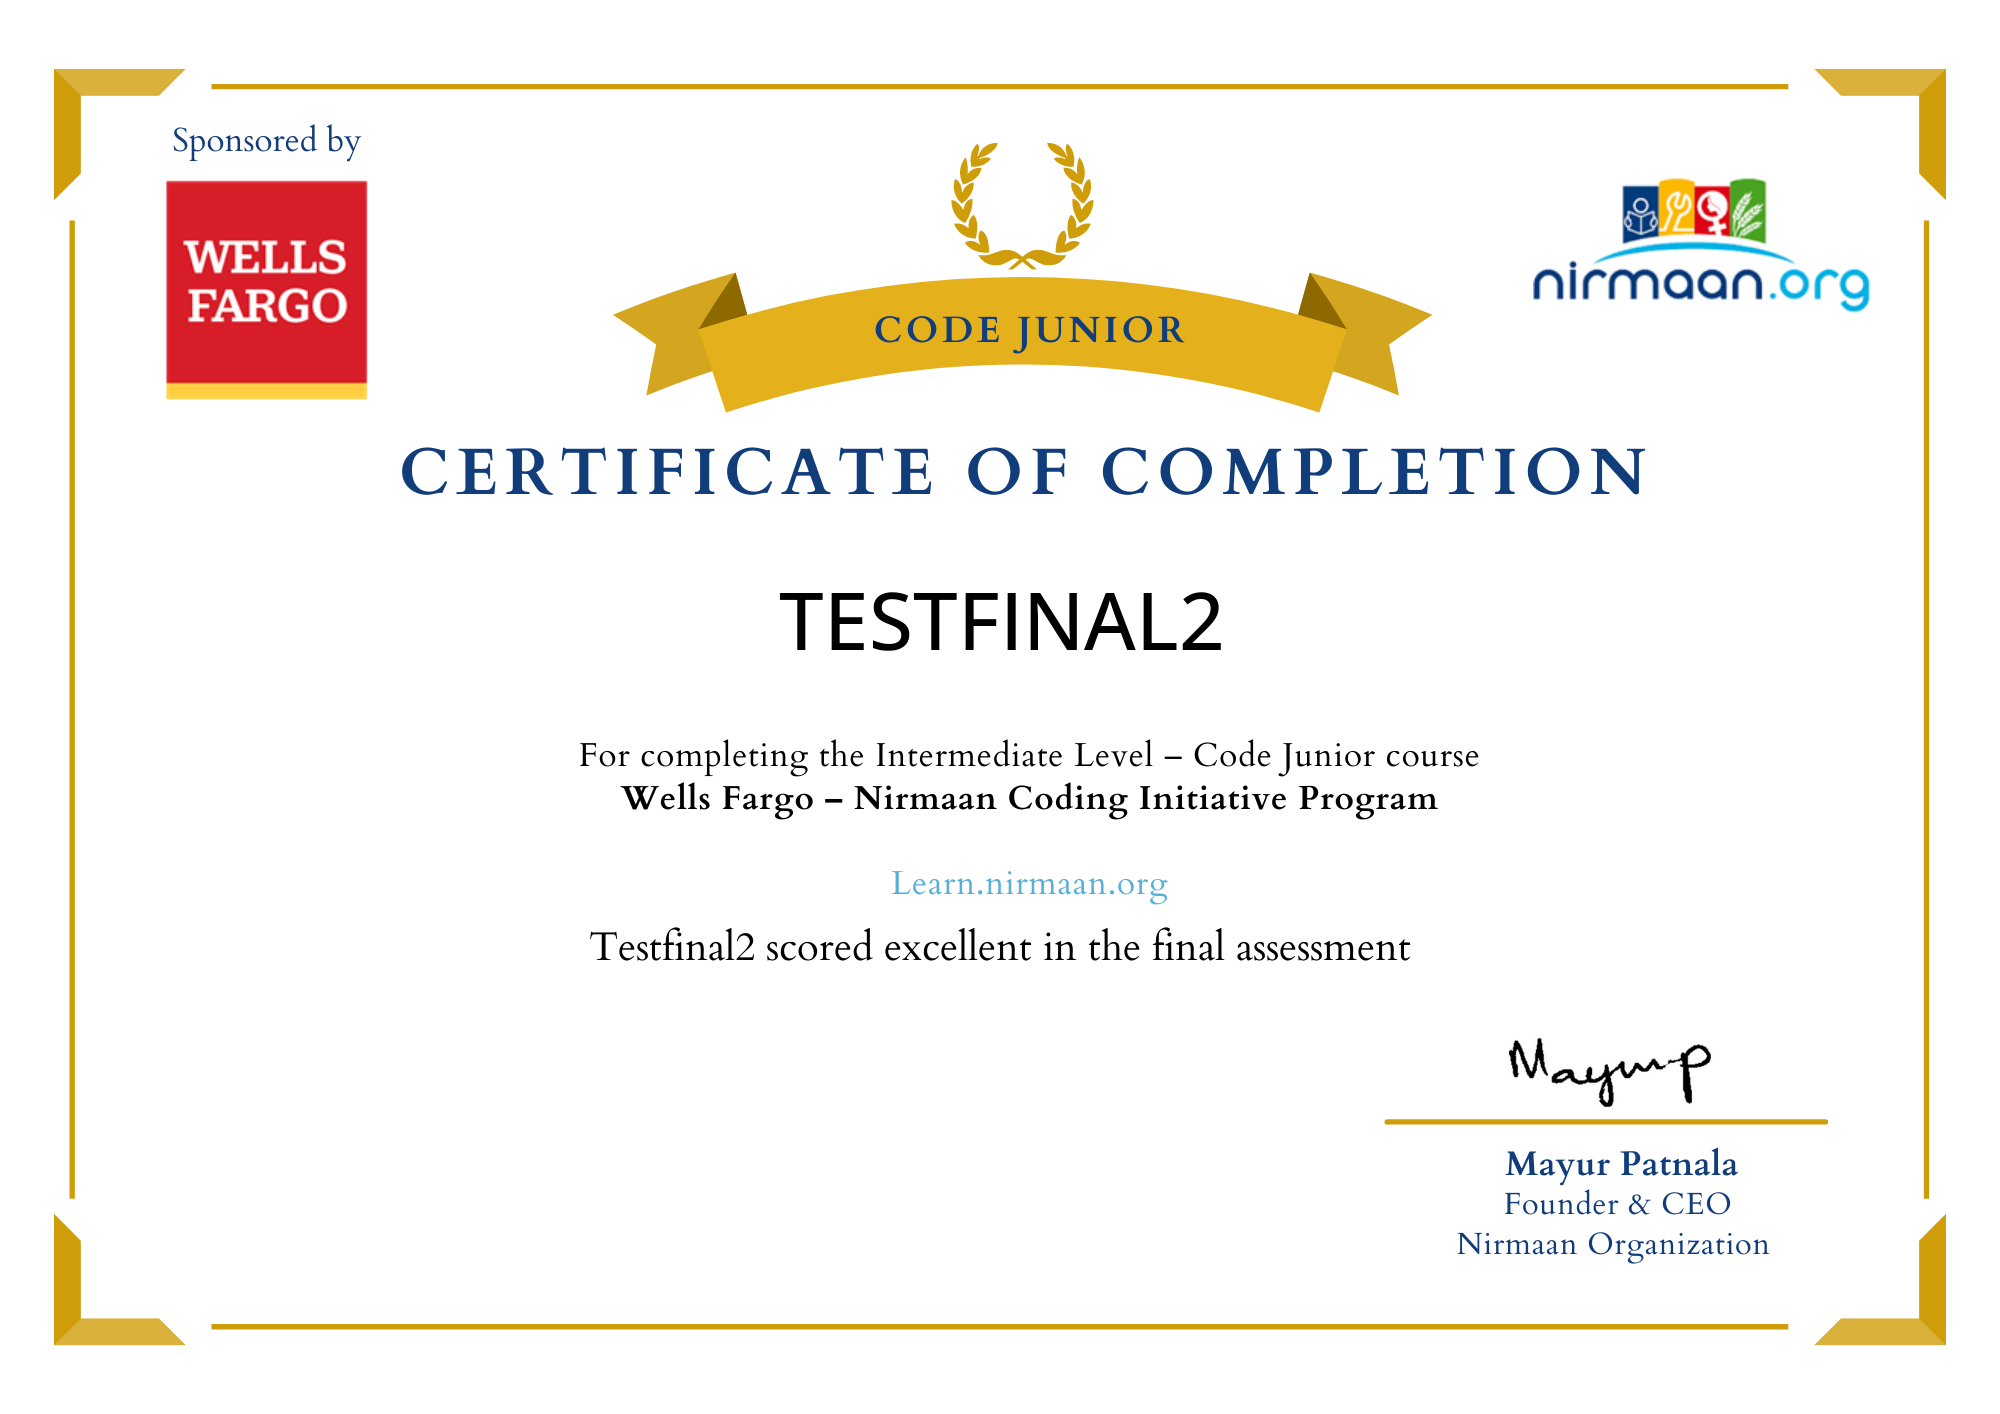 Sponsored by
WELLS
FARGO
nirmaan.org
CODE JUNIOR
CERTIFICATE OF COMPLETION
TESTFINAL2
For completing the Intermediate Level – Code Junior course
Wells Fargo – Nirmaan Coding Initiative Program
Learn.nirmaan.org
Testfinal2 scored excellent in the final assessment
Mayur P
Mayur Patnala
Founder & CEO
Nirmaan Organization